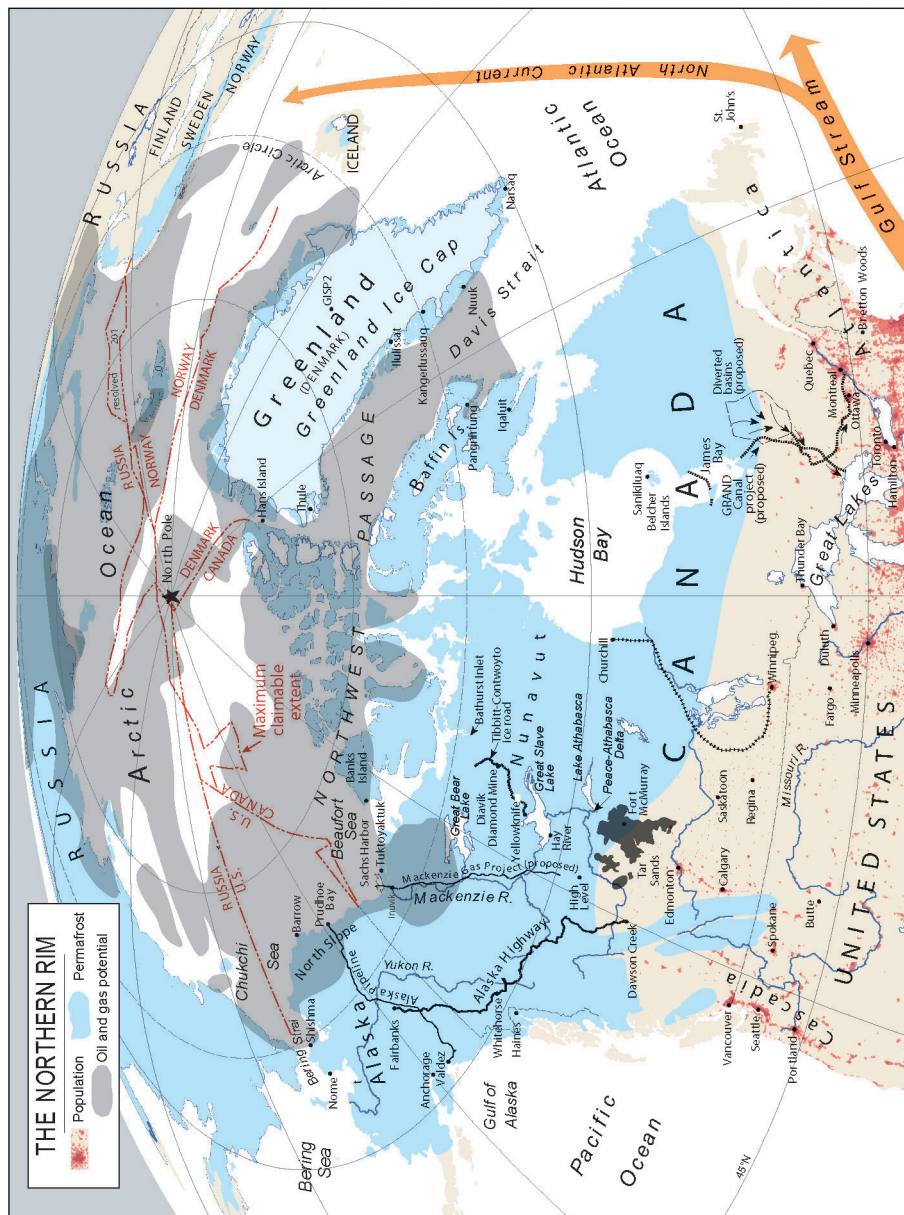 THE NORTHERN RIM
Population
Permafrost
Oil and gas potential
RUSSIA
RUSSIA
FINLAND
SWEDEN
NORWAY
Arctic Circle
ICELAND
North Atlantic Current
Gulf Stream
Atlantic
Ocean
Arctic
Ocean
North Pole
RUSSIA
NORWAY
resolved
NORWAY
DENMARK
DENMARK
CANADA
Maximum
claimable
extent
CANADA
U.S.
RUSSIA
U.S.
Greenland
(DENMARK)
Greenland Ice Cap
GISP2
Ilulissat
Kangerlussauq
Nuuk
Narsaq
Hans Island
Thule
Davis Strait
NORTHWEST
PASSAGE
Baffin Is.
Pangnirtung
Iqaluit
Chukchi
Sea
Beaufort
Sea
Barrow
Prudhoe
Bay
North Slope
Banks
Island
Sachs Harbor
Tuktoyaktuk
Inuvik
Bering
Shishma
Nome
Bering
Sea
Alaska
Alaska Pipeline
Fairbanks
Anchorage
Valdez
Yukon R.
Alaska Highway
Whitehorse
Haines
Gulf of
Alaska
Pacific
Ocean
Mackenzie Gas Project (proposed)
Mackenzie R.
Great Bear
Lake
Bathurst Inlet
Tibbitt-Contwoyto
ice road
Diavik
Diamond Mine
Yellowknife
Great Slave
Lake
Hay
River
Nunavut
Lake Athabasca
Peace-Athabasca
Delta
High
Level
Fort
McMurray
Tar
Sands
Dawson Creek
Edmonton
Calgary
Saskatoon
Regina
Churchill
Winnipeg
CANADA
Hudson
Bay
Sanikiluaq
Belcher
Islands
James
Bay
GRAND
Canal
project
(proposed)
Diverted
basins
(proposed)
St.
John's
Atlantica
Quebec
Montreal
Ottawa
Bretton Woods
Toronto
Hamilton
Great Lakes
Thunder Bay
Duluth
Minneapolis
Fargo
Missouri R.
Butte
Spokane
Vancouver
Seattle
Portland
Cascadia
UNITED STATES
45°N